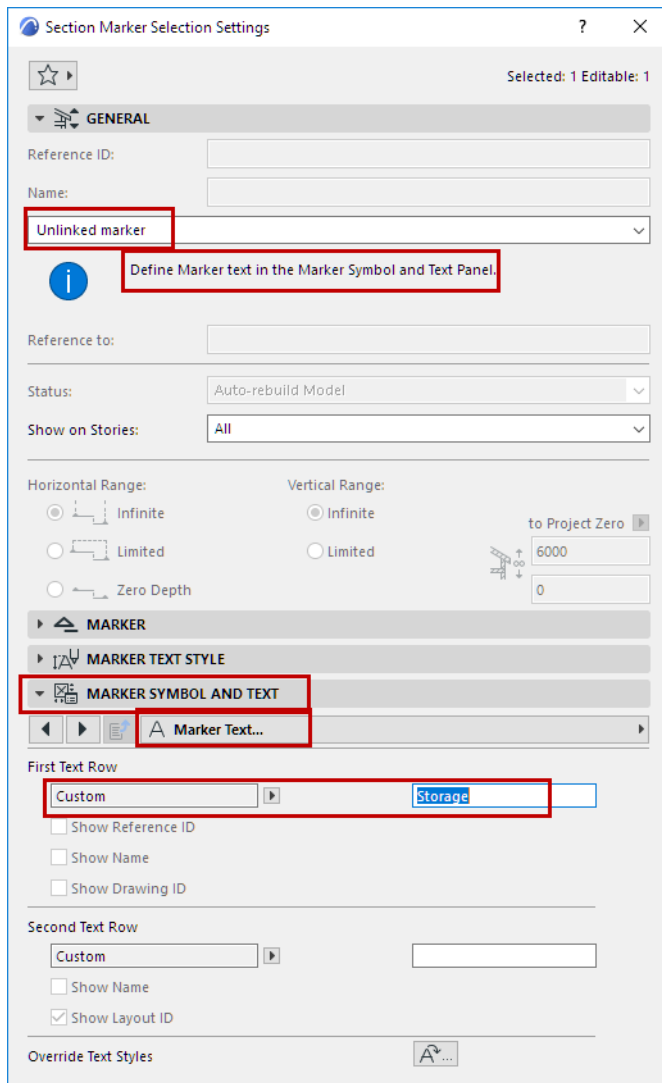 Section Marker Selection Settings
Selected: 1 Editable: 1
GENERAL
Reference ID:
Name:
Unlinked marker
Define Marker text in the Marker Symbol and Text Panel.
Reference to:
Status: Auto-rebuild Model
Show on Stories: All
Horizontal Range: Vertical Range:
Infinite Infinite
to Project Zero
Limited Limited 6000
Zero Depth 0
MARKER
MARKER TEXT STYLE
MARKER SYMBOL AND TEXT
Marker Text...
First Text Row
Custom Storage
Show Reference ID
Show Name
Show Drawing ID
Second Text Row
Custom
Show Name
Show Layout ID
Override Text Styles